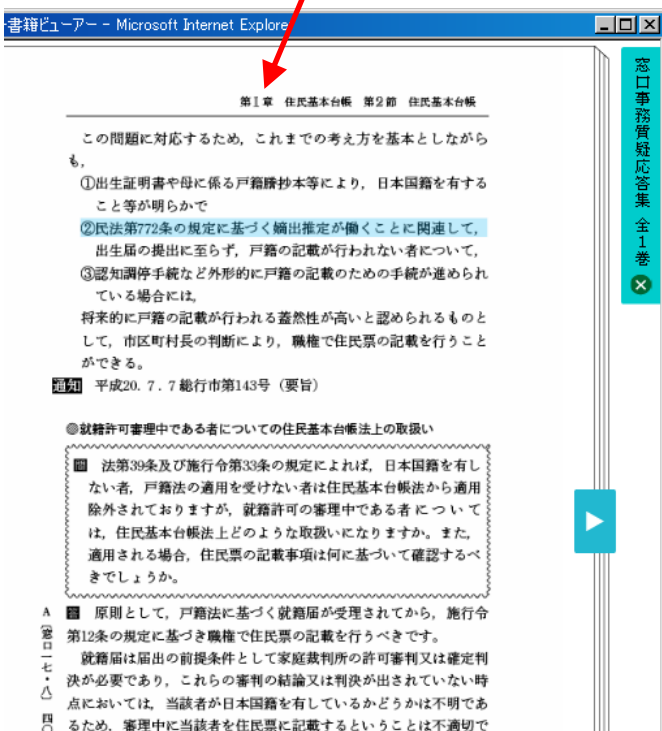 書籍ビューアー - Microsoft Internet Explore
第1章 住民基本台帳 第2節 住民基本台帳
この問題に対応するため，これまでの考え方を基本としながら
も，
①出生証明書や母に係る戸籍謄抄本等により，日本国籍を有する
こと等が明らかで
②民法第772条の規定に基づく嫡出推定が働くことに関連して，
出生届の提出に至らず，戸籍の記載が行われない者について，
③認知調停手続など外形的に戸籍の記載のための手続が進められ
ている場合には，
将来的に戸籍の記載が行われる蓋然性が高いと認められるものと
して，市区町村長の判断により，職権で住民票の記載を行うこと
ができる。
通知 平成20．7．7総行市第143号（要旨）
◎就籍許可審理中である者についての住民基本台帳法上の取扱い
問 法第39条及び施行令第33条の規定によれば，日本国籍を有し
ない者，戸籍法の適用を受けない者は住民基本台帳法から適用
除外されておりますが，就籍許可の審理中である者について
は，住民基本台帳法上どのような取扱いになりますか。また，
適用される場合，住民票の記載事項は何に基づいて確認するべ
きでしょうか。
答 原則として，戸籍法に基づく就籍届が受理されてから，施行令
第12条の規定に基づき職権で住民票の記載を行うべきです。
就籍届は届出の前提条件として家庭裁判所の許可審判又は確定判
決が必要であり，これらの審判の結論又は判決が出されていない時
点においては，当該者が日本国籍を有しているかどうかは不明であ
るため，審理中に当該者を住民票に記載するということは不適切で
A〔窓口一七・八 四〇
窓口事務質疑応答集 全1巻